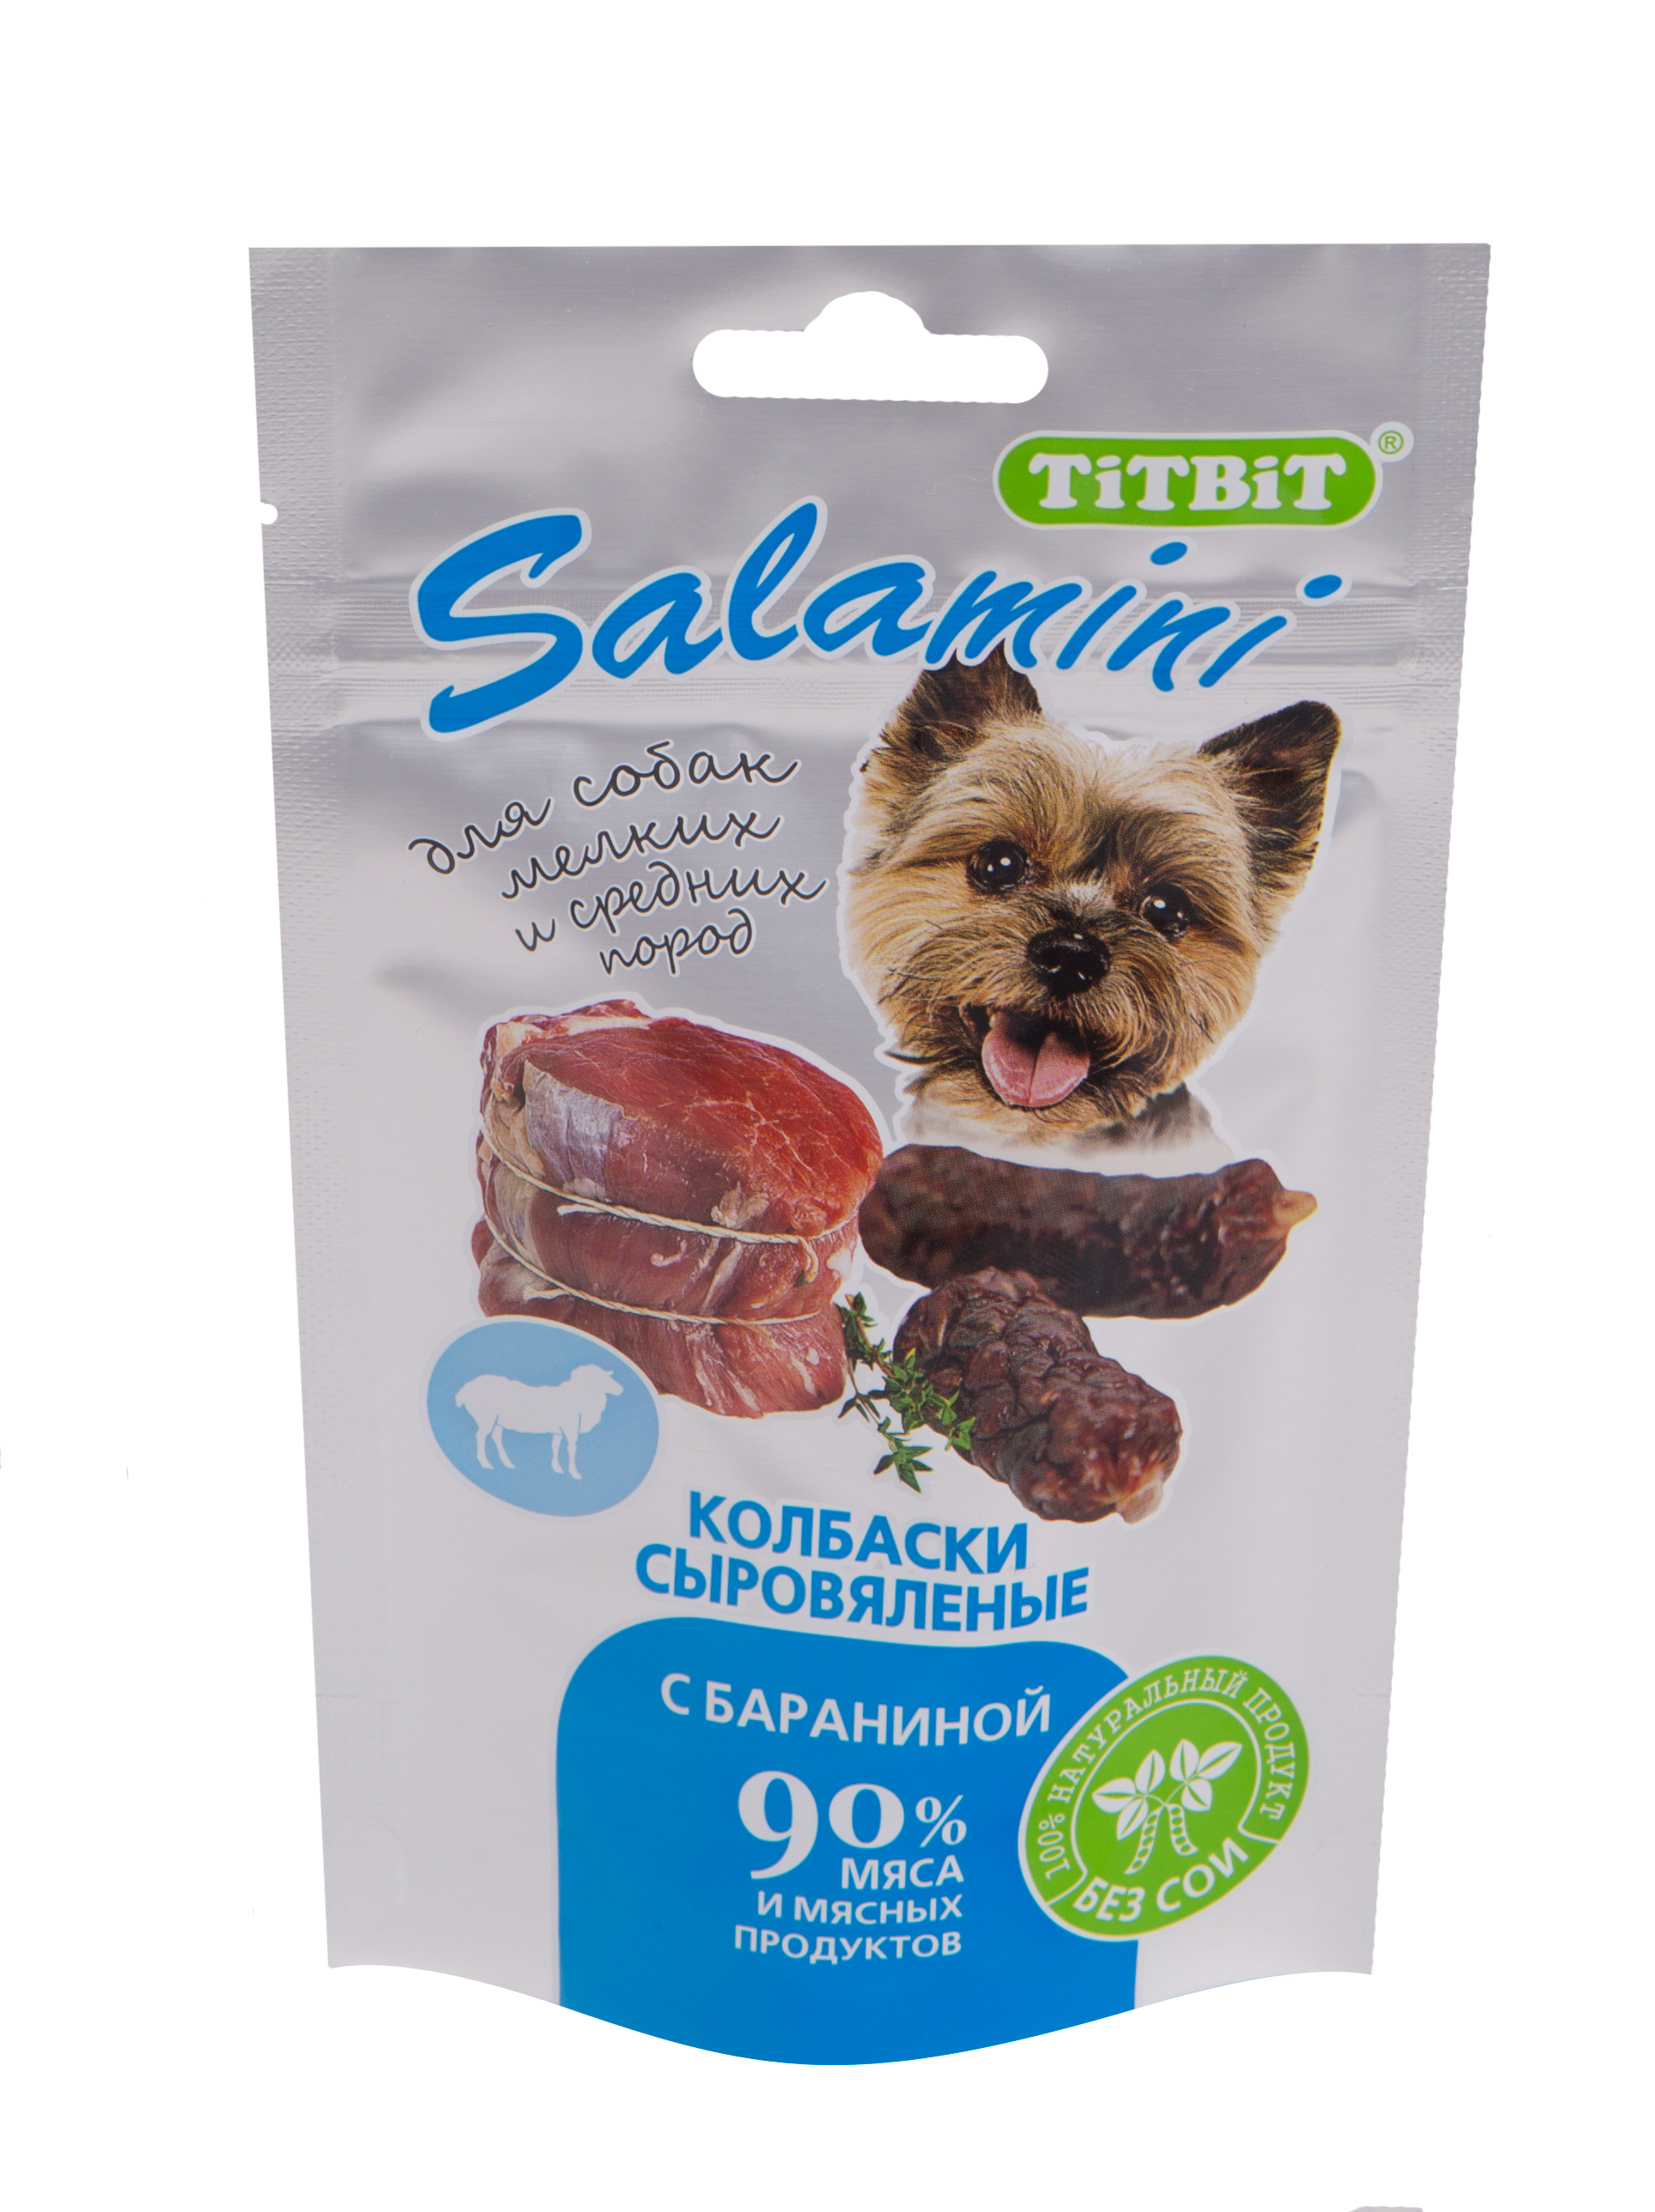 TiTBiT®
Salamini
для собак
мелких
и средних
пород
КОЛБАСКИ
СЫРОВЯЛЕНЫЕ
С БАРАНИНОЙ
90%
МЯСА
И МЯСНЫХ
ПРОДУКТОВ
100% НАТУРАЛЬНЫЙ ПРОДУКТ
БЕЗ СОИ